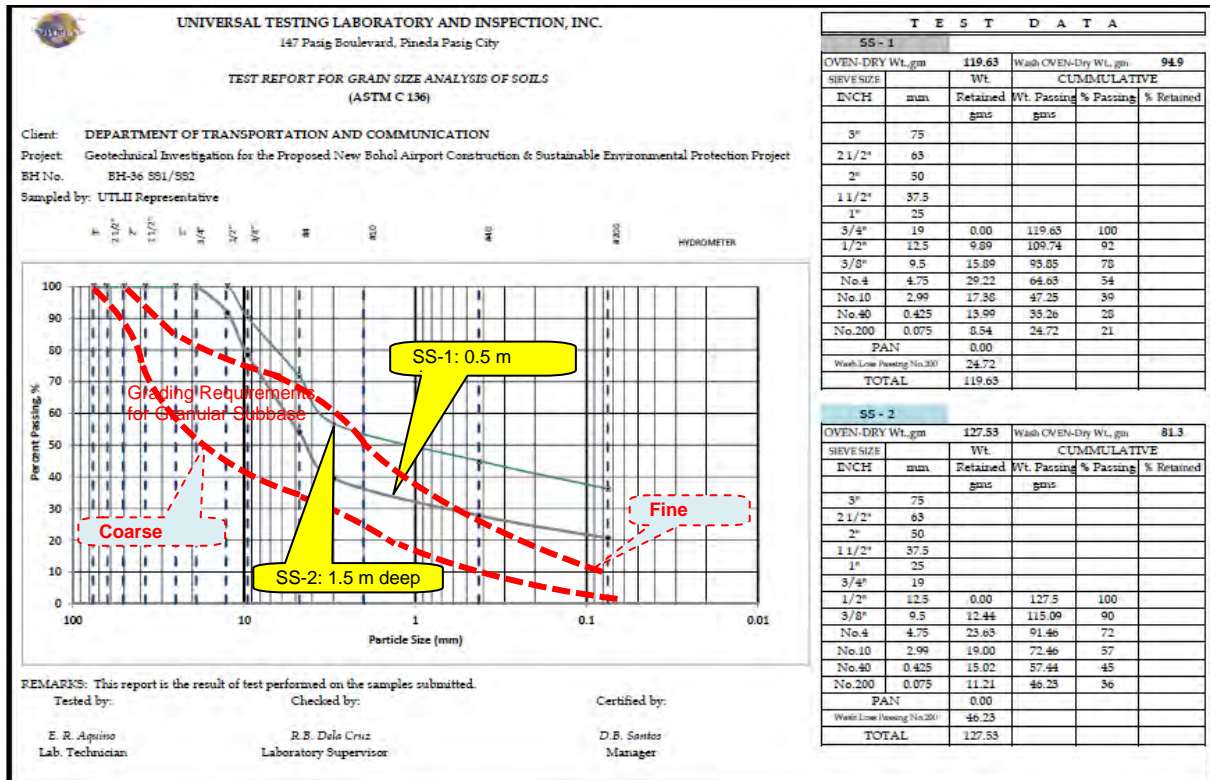 UNIVERSAL TESTING LABORATORY AND INSPECTION, INC.
147 Pasig Boulevard, Pineda Pasig City
TEST REPORT FOR GRAIN SIZE ANALYSIS OF SOILS
(ASTM C 136)
Client: DEPARTMENT OF TRANSPORTATION AND COMMUNICATION
Project: Geotechnical Investigation for the Proposed New Bohol Airport Construction & Sustainable Environmental Protection Project
BH No. BH-36 SS1/SS2
Sampled by: UTLII Representative
3" 2 1/2" 2" 1 1/2" 1" 3/4" 1/2" 3/8" #4 #10 #40 #200 HYDROMETER
100
90
80
70
60
50
40
30
20
10
0
Percent Passing, %
SS-1: 0.5 m
Grading Requirements
for Granular Subbase
Coarse
Fine
SS-2: 1.5 m deep
100 10 1 0.1 0.01
Particle Size (mm)
REMARKS: This report is the result of test performed on the samples submitted.
Tested by: Checked by: Certified by:
E. R. Aquino R.B. Dela Cruz D.B. Santos
Lab. Technician Laboratory Supervisor Manager
T E S T D A T A
SS - 1
OVEN-DRY Wt.,gm 119.63 Wash OVEN-Dry Wt., gm 94.9
SIEVE SIZE Wt. CUMMULATIVE
INCH mm Retained Wt. Passing % Passing % Retained
gms gms
3" 75
2 1/2" 63
2" 50
1 1/2" 37.5
1" 25
3/4" 19 0.00 119.63 100
1/2" 12.5 9.89 109.74 92
3/8" 9.5 15.89 93.85 78
No.4 4.75 29.22 64.63 54
No.10 2.99 17.38 47.25 39
No.40 0.425 13.99 33.26 28
No.200 0.075 8.54 24.72 21
PAN 0.00
Wash Loss Passing No.200 24.72
TOTAL 119.63
SS - 2
OVEN-DRY Wt.,gm 127.53 Wash OVEN-Dry Wt., gm 81.3
SIEVE SIZE Wt. CUMMULATIVE
INCH mm Retained Wt. Passing % Passing % Retained
gms gms
3" 75
2 1/2" 63
2" 50
1 1/2" 37.5
1" 25
3/4" 19
1/2" 12.5 0.00 127.5 100
3/8" 9.5 12.44 115.09 90
No.4 4.75 23.63 91.46 72
No.10 2.99 19.00 72.46 57
No.40 0.425 15.02 57.44 45
No.200 0.075 11.21 46.23 36
PAN 0.00
Wash Loss Passing No.200 46.23
TOTAL 127.53